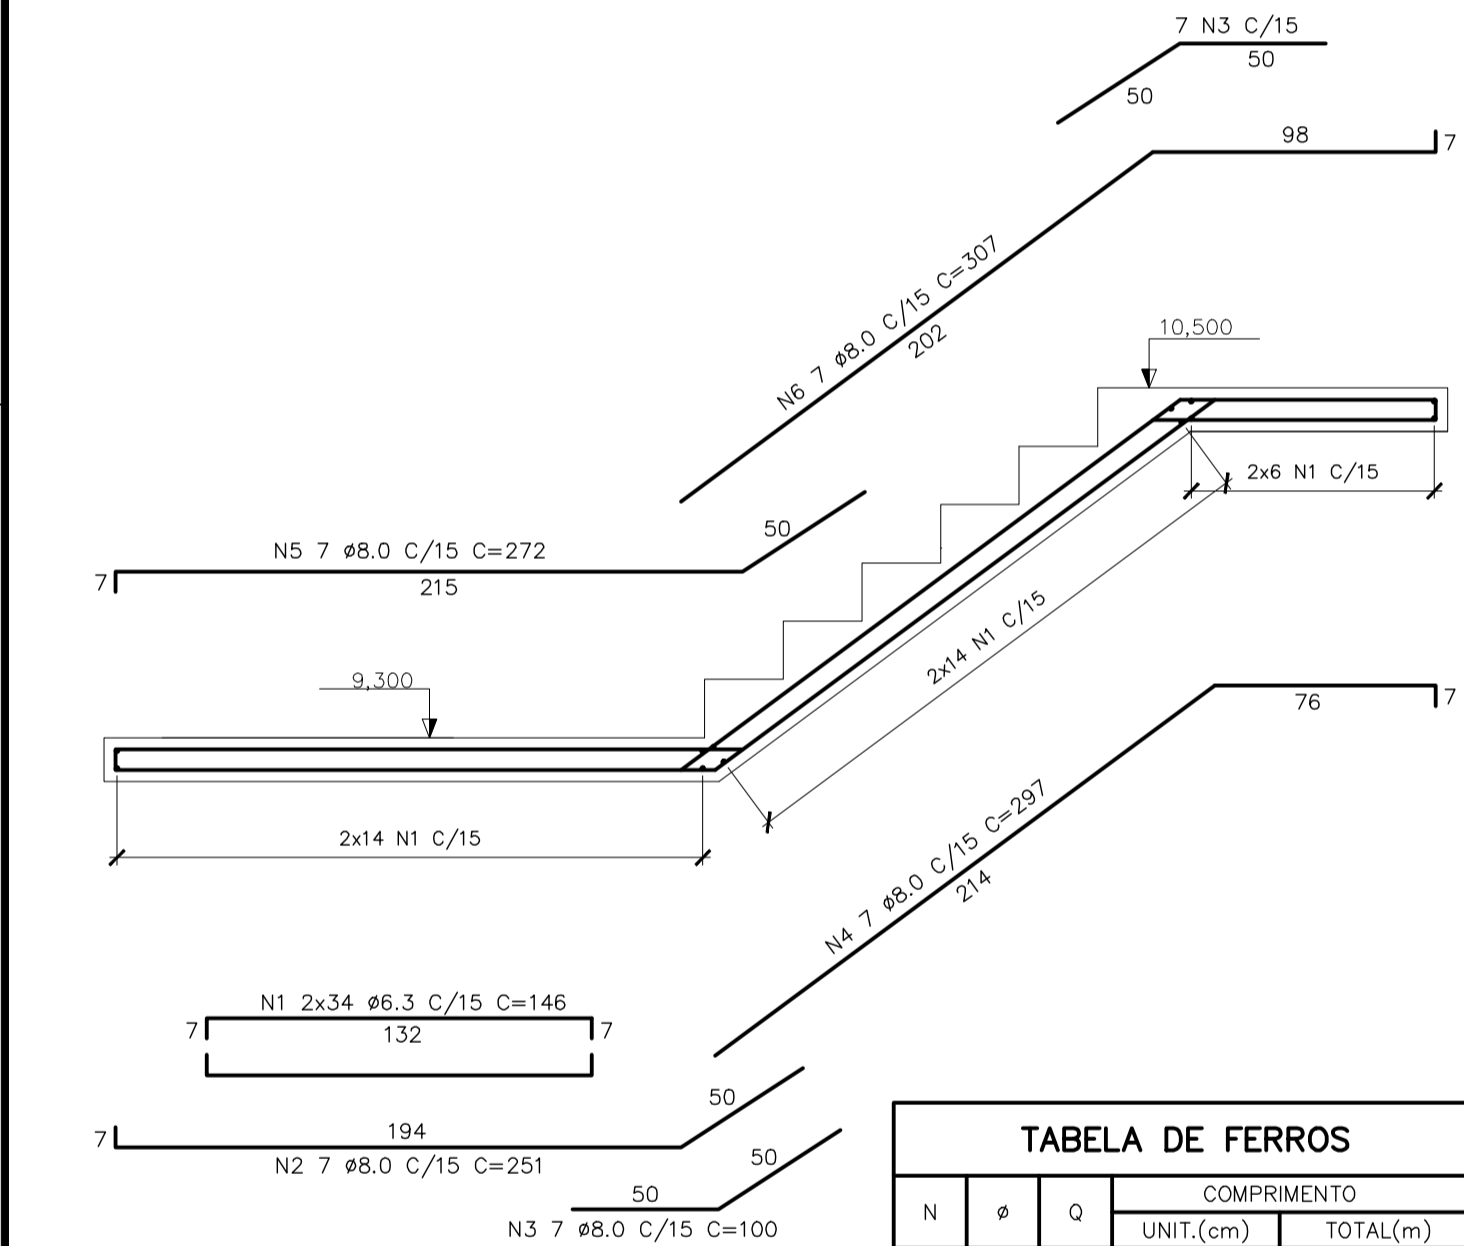 7 N3 C/15
50
50
98
7
N6 7 ø8.0 C/15 C=307
202
10,500
2x6 N1 C/15
50
N5 7 ø8.0 C/15 C=272
7
215
2x14 N1 C/15
9,300
76
7
2x14 N1 C/15
N4 7 ø8.0 C/15 C=297
214
N1 2x34 ø6.3 C/15 C=146
7
132
7
50
7
194
N2 7 ø8.0 C/15 C=251
50
50
N3 7 ø8.0 C/15 C=100
TABELA DE FERROS
N ø Q COMPRIMENTO
UNIT.(cm) TOTAL(m)